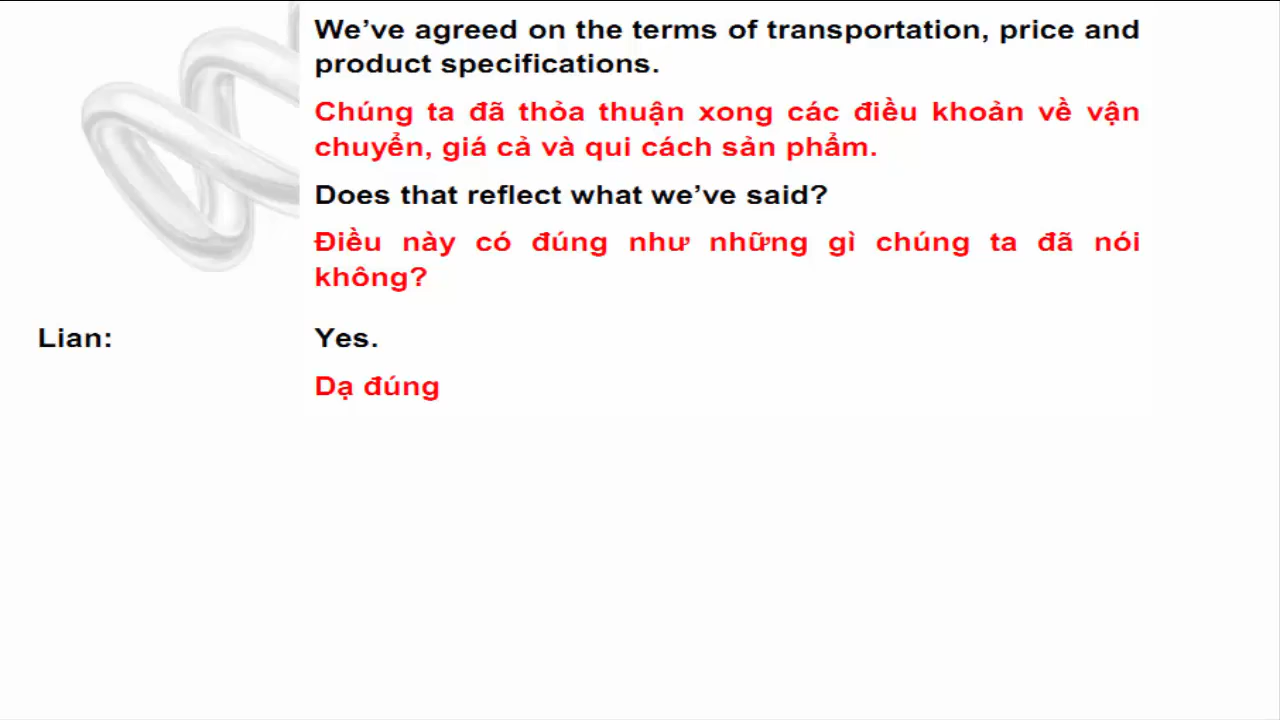 We’ve agreed on the terms of transportation, price and
product specifications.
Chúng ta đã thỏa thuận xong các điều khoản về vận
chuyển, giá cả và qui cách sản phẩm.
Does that reflect what we’ve said?
Điều này có đúng như những gì chúng ta đã nói
không?
Lian: Yes.
Dạ đúng